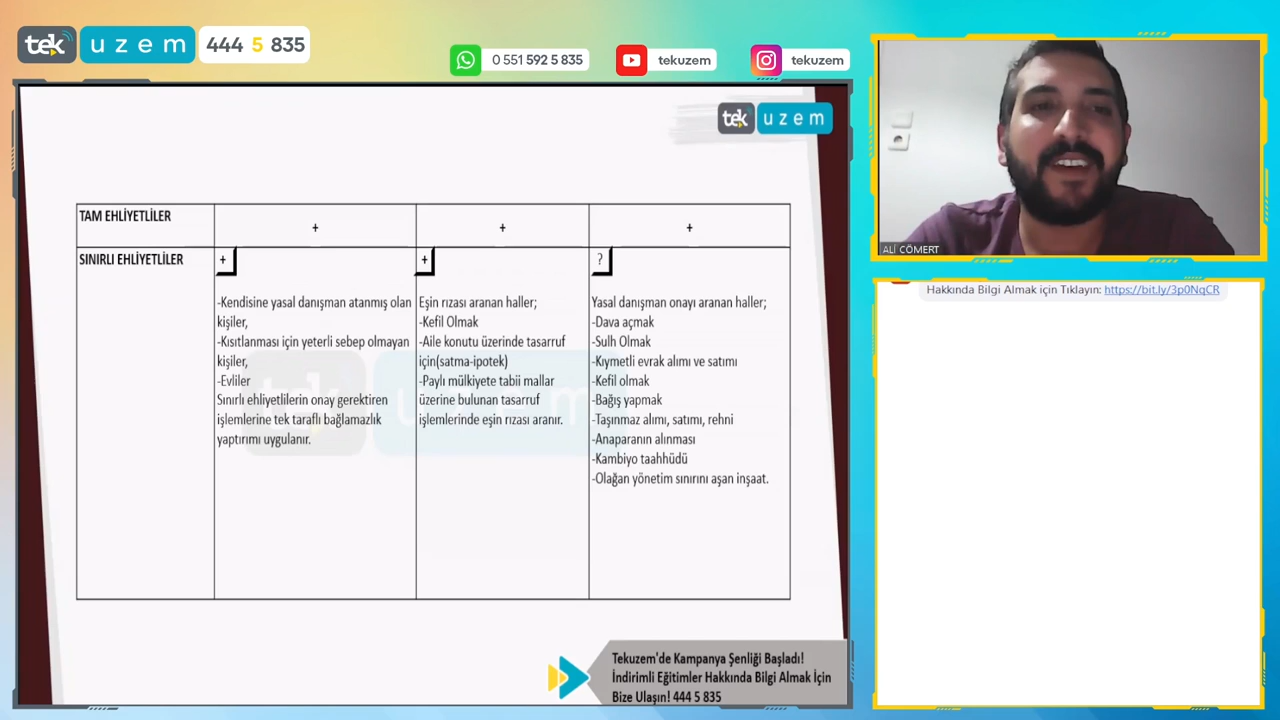 tek uzem 444 5 835
0 551 592 5 835
tekuzem
tekuzem
tek uzem
TAM EHLİYETLİLER
+
+
+
SINIRLI EHLİYETLİLER
+
-Kendisine yasal danışman atanmış olan
kişiler,
-Kısıtlanması için yeterli sebep olmayan
kişiler,
-Evliler
Sınırlı ehliyetlilerin onay gerektiren
işlemlerine tek taraflı bağlamazlık
yaptırımı uygulanır.
+
Eşin rızası aranan haller;
-Kefil Olmak
-Aile konutu üzerinde tasarruf
için(satma-ipotek)
-Paylı mülkiyete tabii mallar
üzerine bulunan tasarruf
işlemlerinde eşin rızası aranır.
?
Yasal danışman onayı aranan haller;
-Dava açmak
-Sulh Olmak
-Kıymetli evrak alımı ve satımı
-Kefil olmak
-Bağış yapmak
-Taşınmaz alımı, satımı, rehni
-Anaparanın alınması
-Kambiyo taahhüdü
-Olağan yönetim sınırını aşan inşaat.
Tekuzem'de Kampanya Şenliği Başladı!
İndirimli Eğitimler Hakkında Bilgi Almak İçin
Bize Ulaşın! 444 5 835
ALİ CÖMERT
Hakkında Bilgi Almak için Tıklayın: https://bit.ly/3p0NqCR